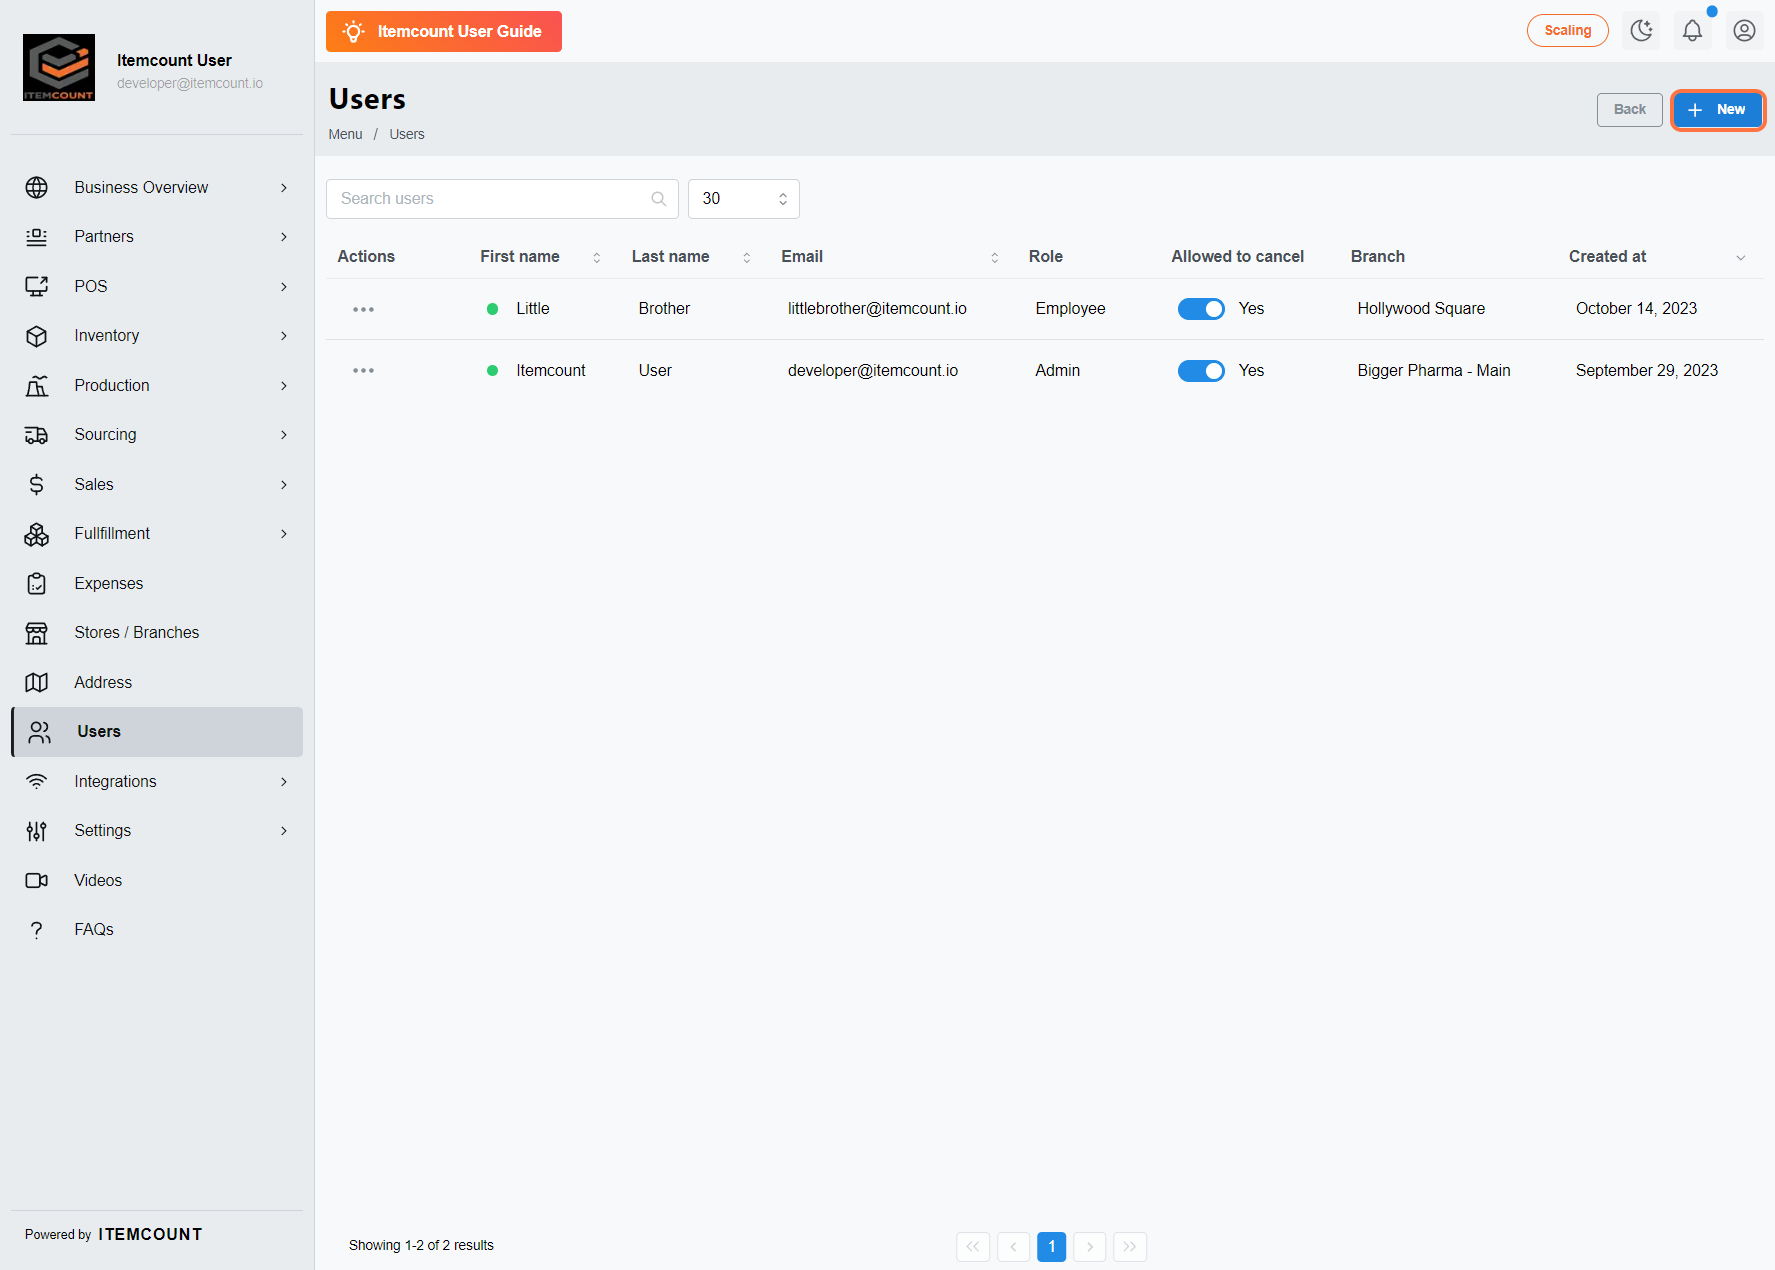 ITEMCOUNT
Itemcount User
developer@itemcount.io
Business Overview
Partners
POS
Inventory
Production
Sourcing
Sales
Fullfillment
Expenses
Stores / Branches
Address
Users
Integrations
Settings
Videos
FAQs
Powered by ITEMCOUNT
Itemcount User Guide
Scaling
Users
Menu / Users
Back
New
Search users
30
Actions First name Last name Email Role Allowed to cancel Branch Created at
Little Brother littlebrother@itemcount.io Employee Yes Hollywood Square October 14, 2023
Itemcount User developer@itemcount.io Admin Yes Bigger Pharma - Main September 29, 2023
Showing 1-2 of 2 results
1